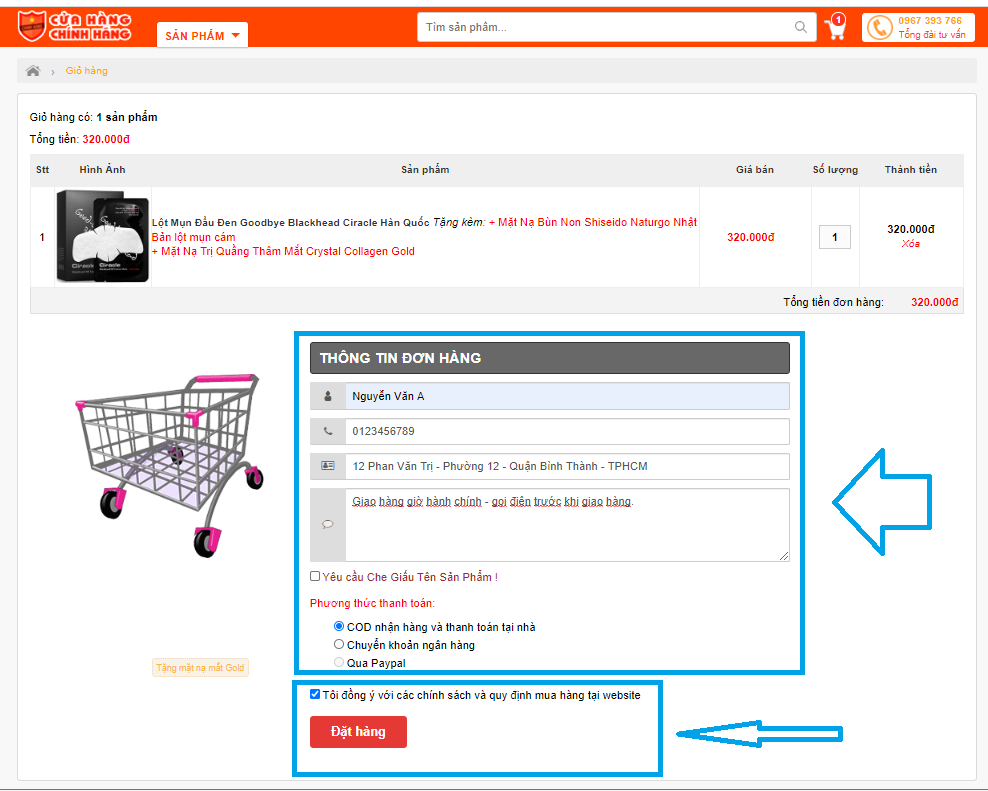 CỬA HÀNG
CHÍNH HÃNG
SẢN PHẨM
Tìm sản phẩm...
1
0967 393 766
Tổng đài tư vấn
Giỏ hàng
Giỏ hàng có: 1 sản phẩm
Tổng tiền: 320.000đ
Stt Hình Ảnh Sản phẩm Giá bán Số lượng Thành tiền
1
Ciracle
Ciracle
Lột Mụn Đầu Đen Goodbye Blackhead Ciracle Hàn Quốc Tặng kèm: + Mặt Nạ Bùn Non Shiseido Naturgo Nhật
Bản lột mụn cám
+ Mặt Nạ Trị Quầng Thâm Mắt Crystal Collagen Gold
320.000đ
1
320.000đ
Xóa
Tổng tiền đơn hàng: 320.000đ
THÔNG TIN ĐƠN HÀNG
Nguyễn Văn A
0123456789
12 Phan Văn Trị - Phường 12 - Quận Bình Thành - TPHCM
Giao hàng giờ hành chính - gọi điện trước khi giao hàng.
Yêu cầu Che Giấu Tên Sản Phẩm !
Phương thức thanh toán:
COD nhận hàng và thanh toán tại nhà
Chuyển khoản ngân hàng
Qua Paypal
Tặng mặt nạ mắt Gold
Tôi đồng ý với các chính sách và quy định mua hàng tại website
Đặt hàng